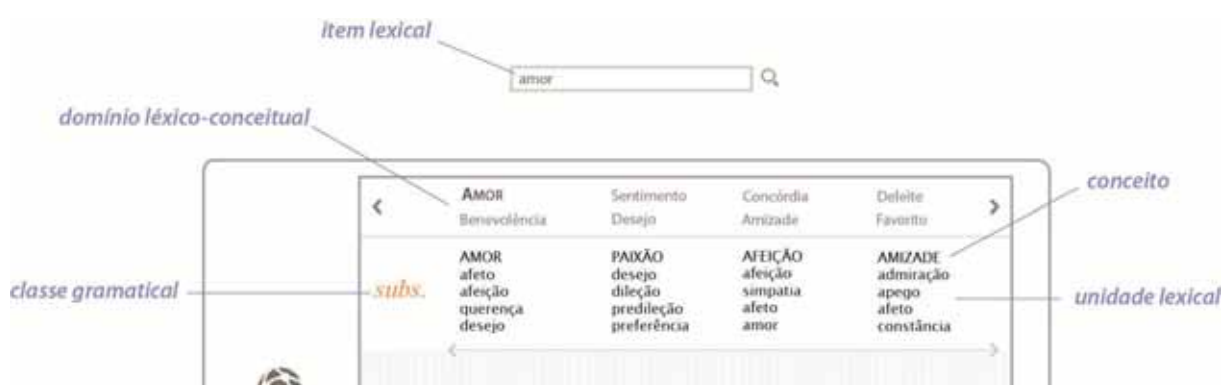 item lexical
amor
domínio léxico-conceitual
conceito
AMOR Sentimento Concórdia Deleite
Benevolência Desejo Amizade Favorito
AMOR PAIXÃO AFEIÇÃO AMIZADE
afeto desejo afeição admiração
classe gramatical subs. afeição dileção simpatia apego unidade lexical
querença predileção afeto afeto
desejo preferência amor constância